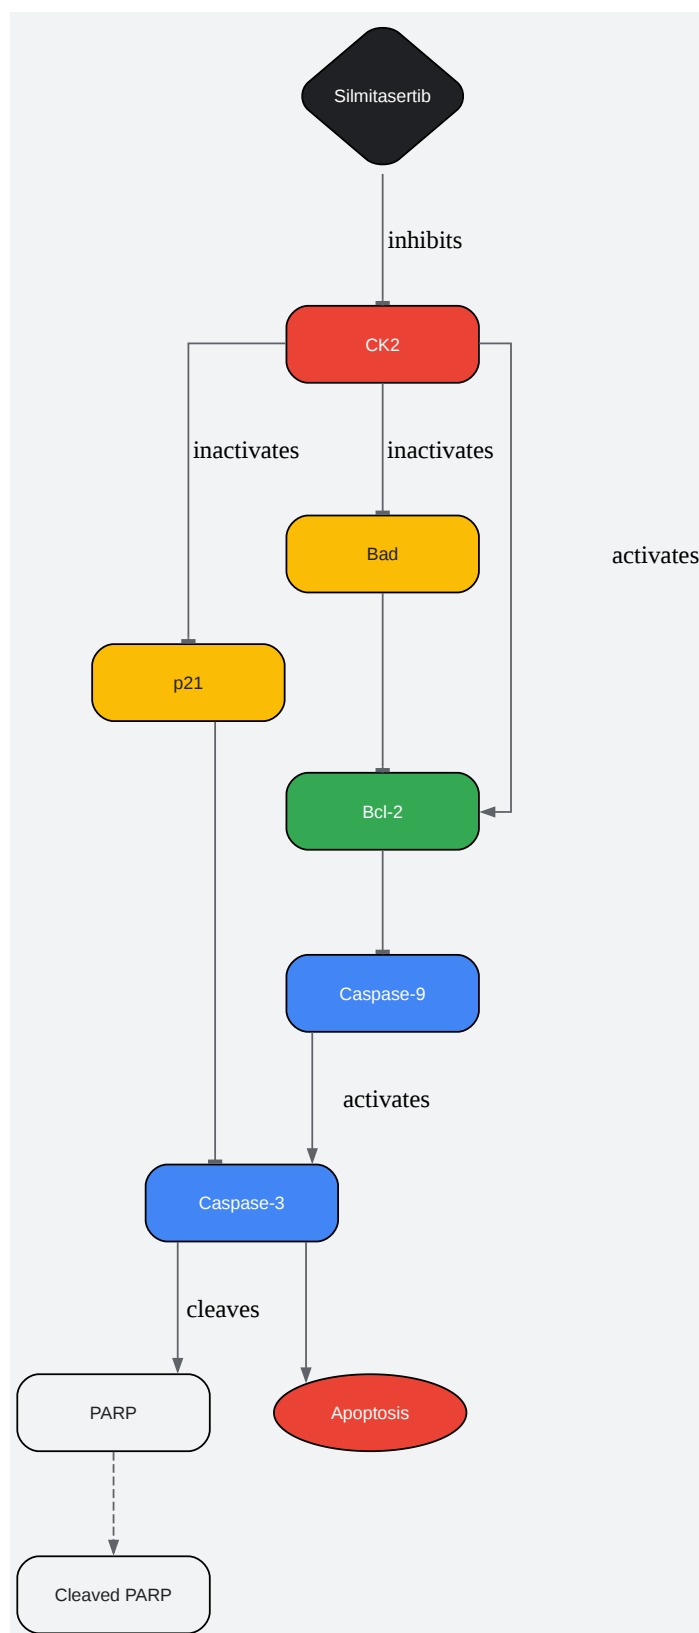 Silmitasertib
inhibits
CK2
inactivates
inactivates
Bad
activates
p21
Bcl-2
Caspase-9
activates
Caspase-3
cleaves
PARP
Apoptosis
Cleaved PARP